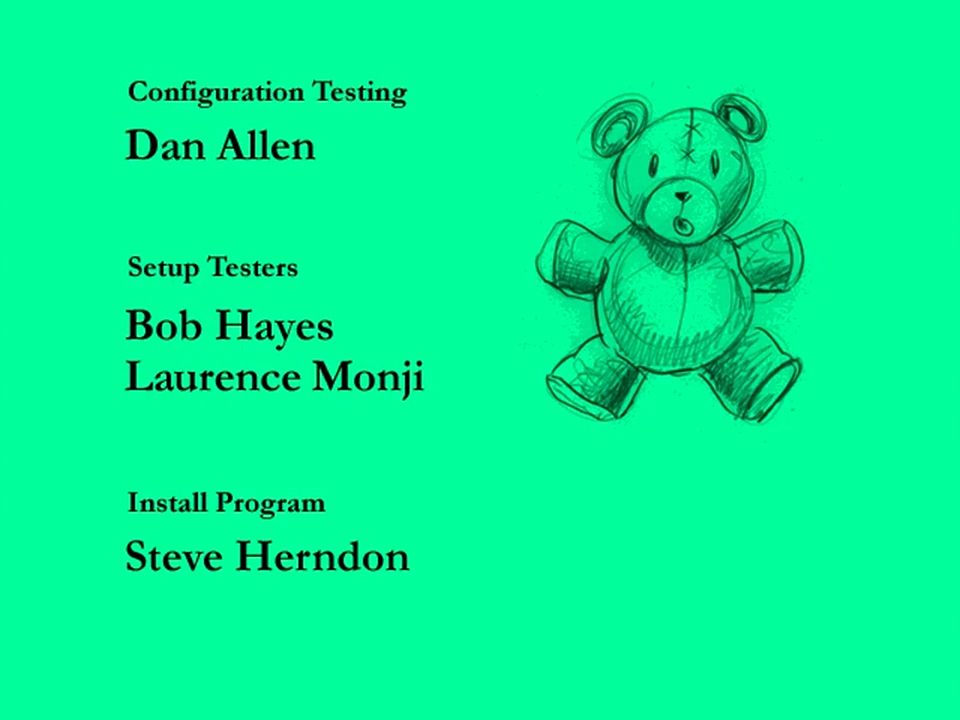 Configuration Testing
Dan Allen
Setup Testers
Bob Hayes
Laurence Monji
Install Program
Steve Herndon